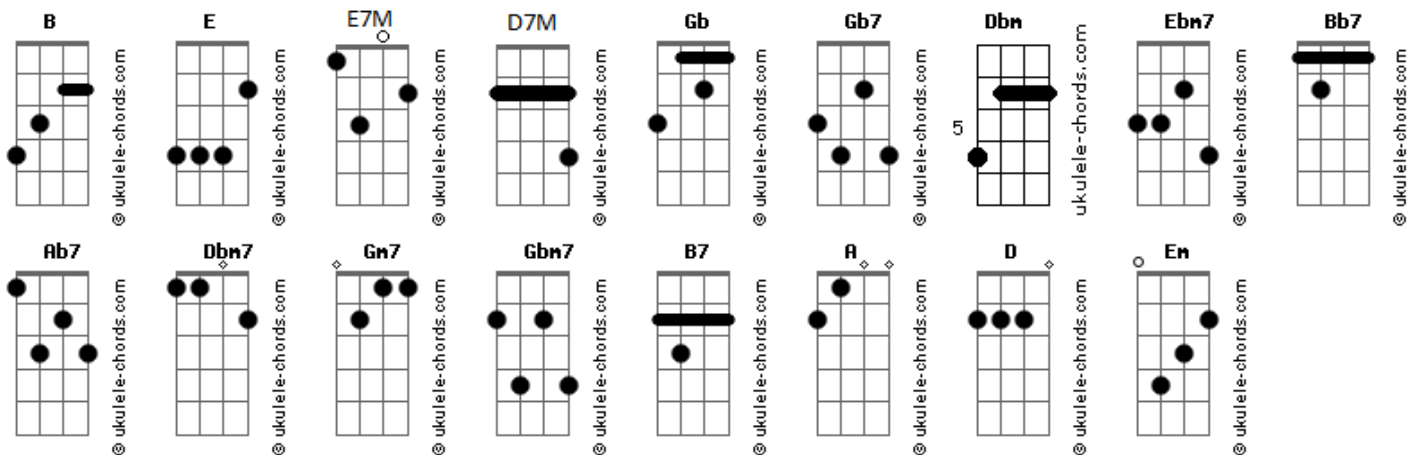 B E E7M D7M Gb Gb7 Dbm Ebm7 Bb7
© ukulele-chords.com © ukulele-chords.com © ukulele-chords.com © ukulele-chords.com © ukulele-chords.com © ukulele-chords.com 5 ukulele-chords.com © ukulele-chords.com © ukulele-chords.com
Ab7 Dbm7 Gm7 Gbm7 B7 A D Em
© ukulele-chords.com © ukulele-chords.com © ukulele-chords.com © ukulele-chords.com © ukulele-chords.com © ukulele-chords.com © ukulele-chords.com © ukulele-chords.com